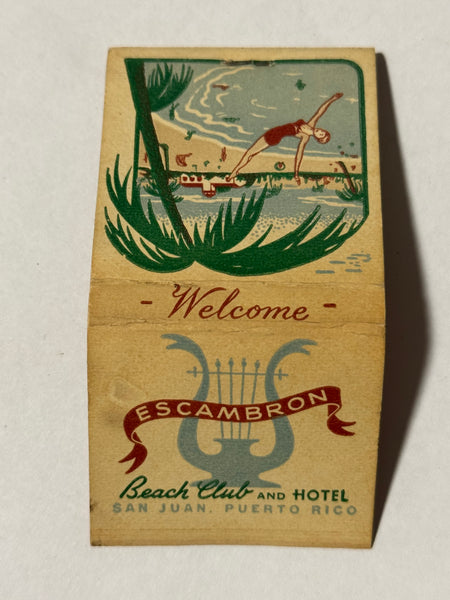 - Welcome -
ESCAMBRON
Beach Club AND HOTEL
SAN JUAN, PUERTO RICO